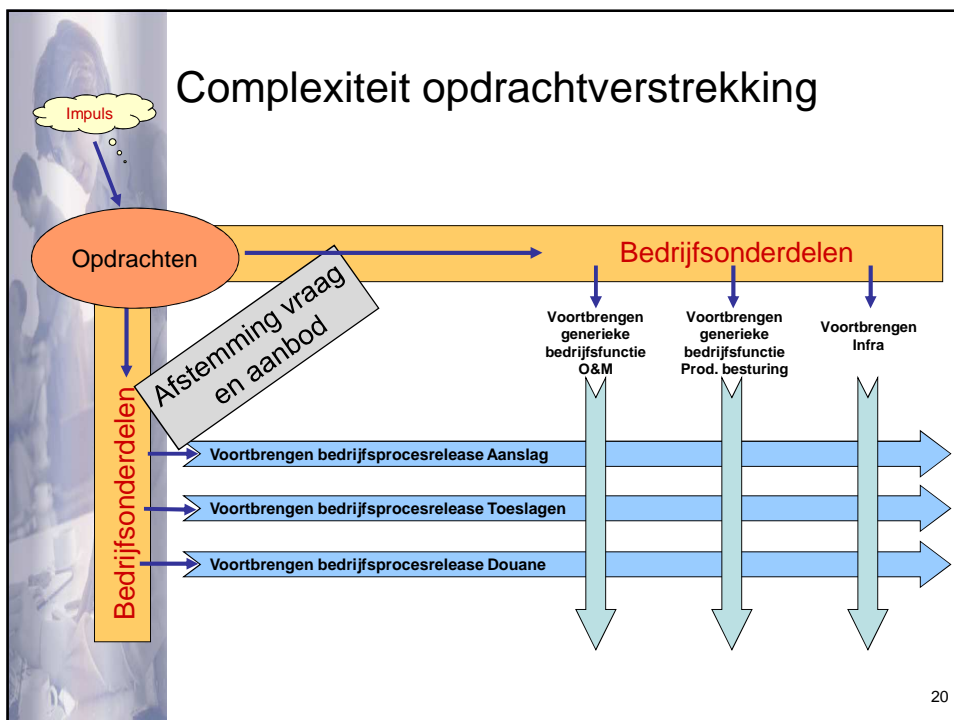 Complexiteit opdrachtverstrekking
Impuls
Opdrachten
Bedrijfsonderdelen
Afstemming vraag
en aanbod
Voortbrengen
generieke
bedrijfsfunctie
O&M
Voortbrengen
generieke
bedrijfsfunctie
Prod. besturing
Voortbrengen
Infra
Bedrijfsonderdelen
Voortbrengen bedrijfsprocesrelease Aanslag
Voortbrengen bedrijfsprocesrelease Toeslagen
Voortbrengen bedrijfsprocesrelease Douane
20